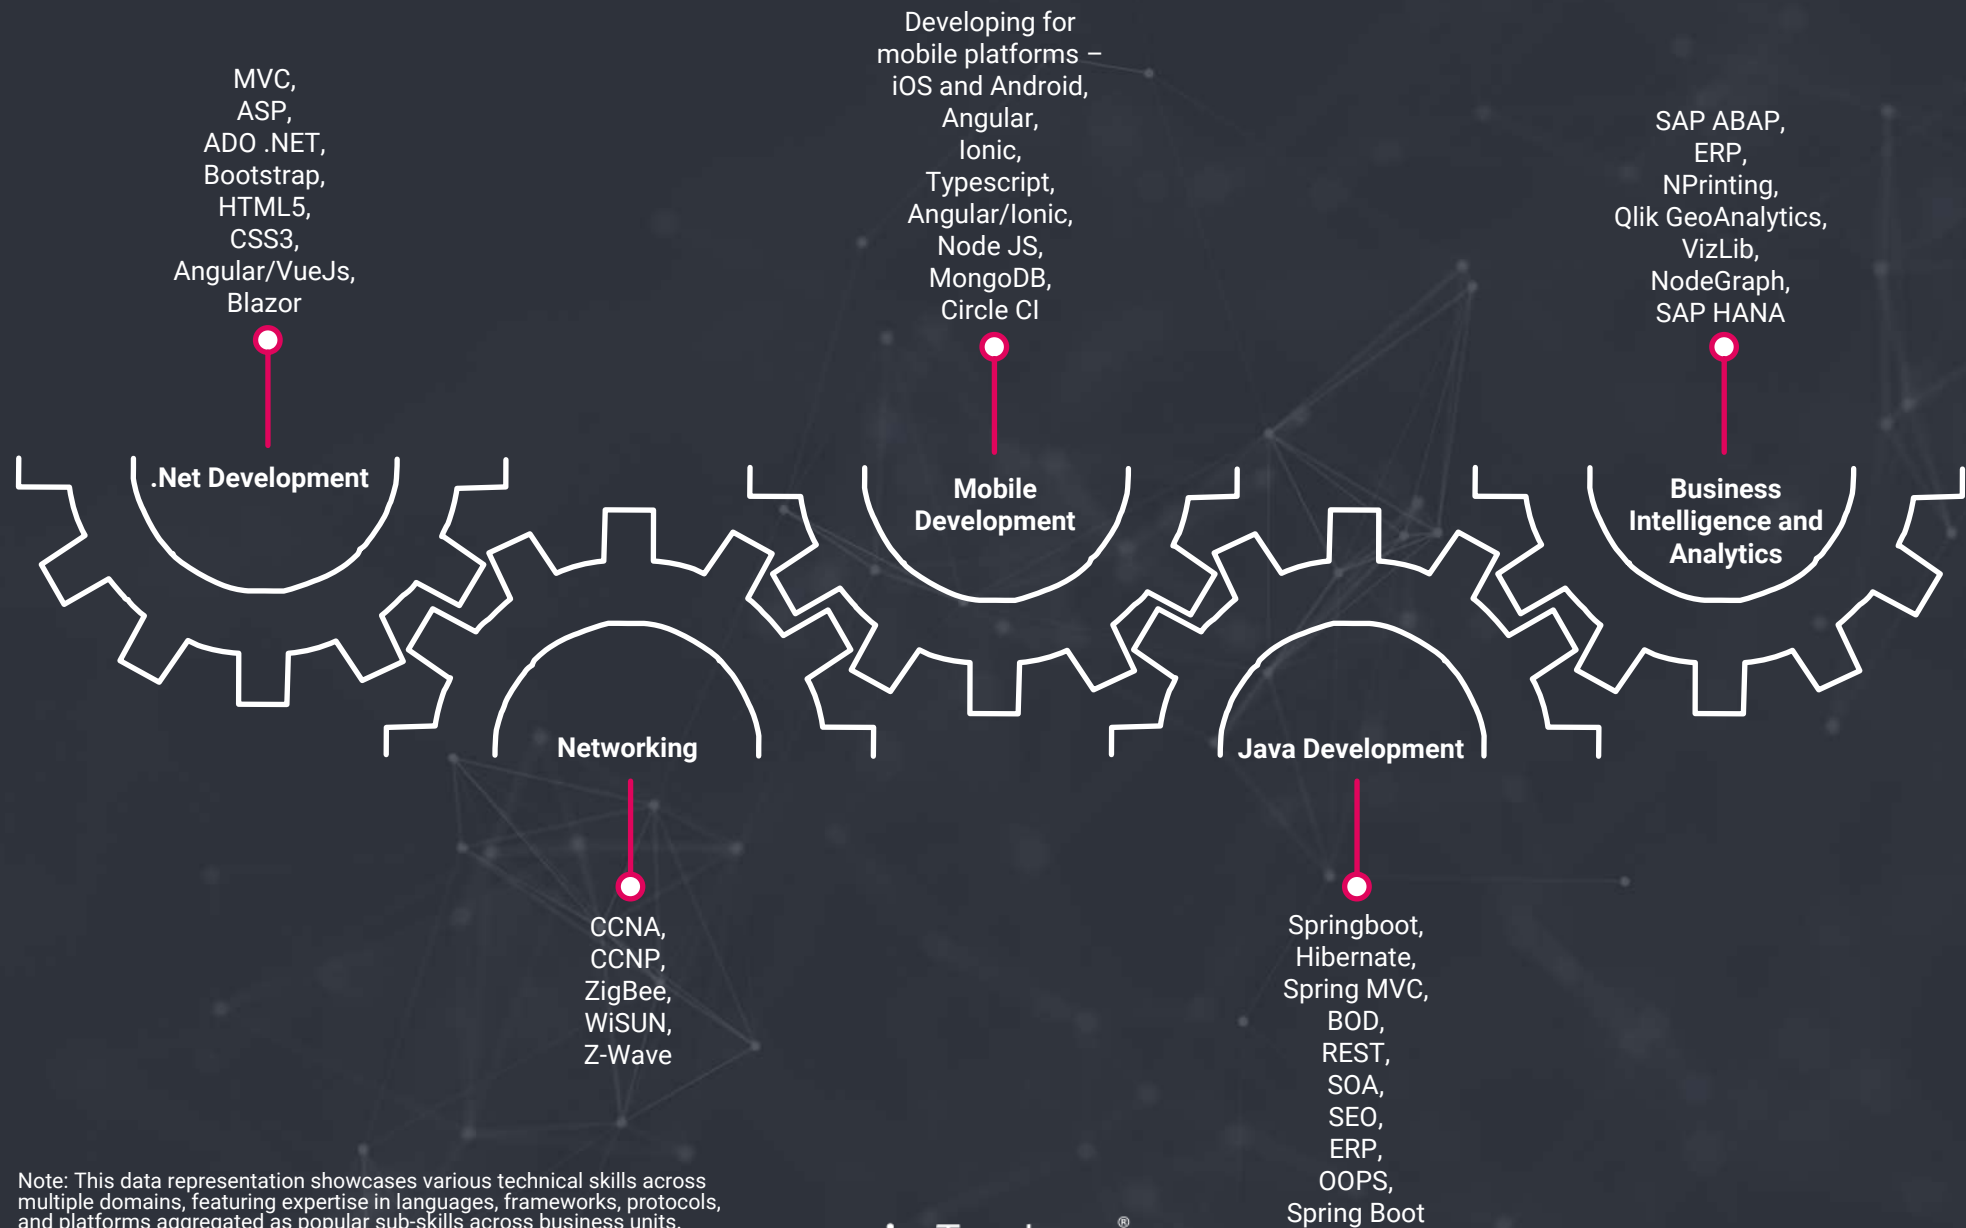 MVC,
ASP,
ADO .NET,
Bootstrap,
HTML5,
CSS3,
Angular/VueJs,
Blazor
.Net Development
Networking
CCNA,
CCNP,
ZigBee,
WiSUN,
Z-Wave
Developing for
mobile platforms –
iOS and Android,
Angular,
Ionic,
Typescript,
Angular/Ionic,
Node JS,
MongoDB,
Circle CI
Mobile
Development
Java Development
Springboot,
Hibernate,
Spring MVC,
BOD,
REST,
SOA,
SEO,
ERP,
OOPS,
Spring Boot
SAP ABAP,
ERP,
NPrinting,
Qlik GeoAnalytics,
VizLib,
NodeGraph,
SAP HANA
Business
Intelligence and
Analytics
Note: This data representation showcases various technical skills across
multiple domains, featuring expertise in languages, frameworks, protocols,
and platforms aggregated as popular sub-skills across business units.
®